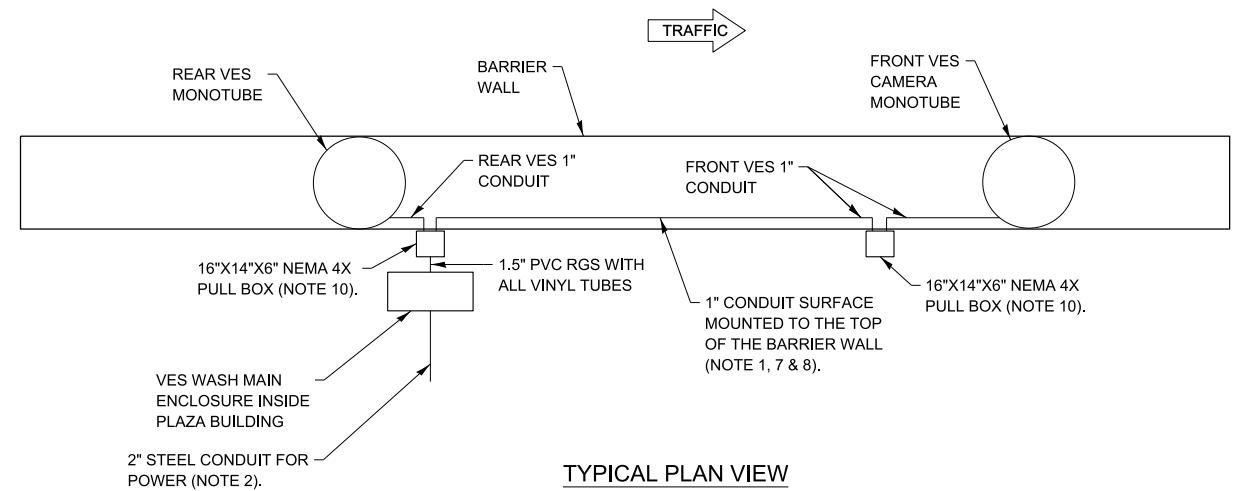 TRAFFIC
REAR VES
MONOTUBE
BARRIER
WALL
FRONT VES
CAMERA
MONOTUBE
REAR VES 1"
CONDUIT
FRONT VES 1"
CONDUIT
16"X14"X6" NEMA 4X
PULL BOX (NOTE 10).
1.5" PVC RGS WITH
ALL VINYL TUBES
1" CONDUIT SURFACE
MOUNTED TO THE TOP
OF THE BARRIER WALL
(NOTE 1, 7 & 8).
16"X14"X6" NEMA 4X
PULL BOX (NOTE 10).
VES WASH MAIN
ENCLOSURE INSIDE
PLAZA BUILDING
2" STEEL CONDUIT FOR
POWER (NOTE 2).
TYPICAL PLAN VIEW